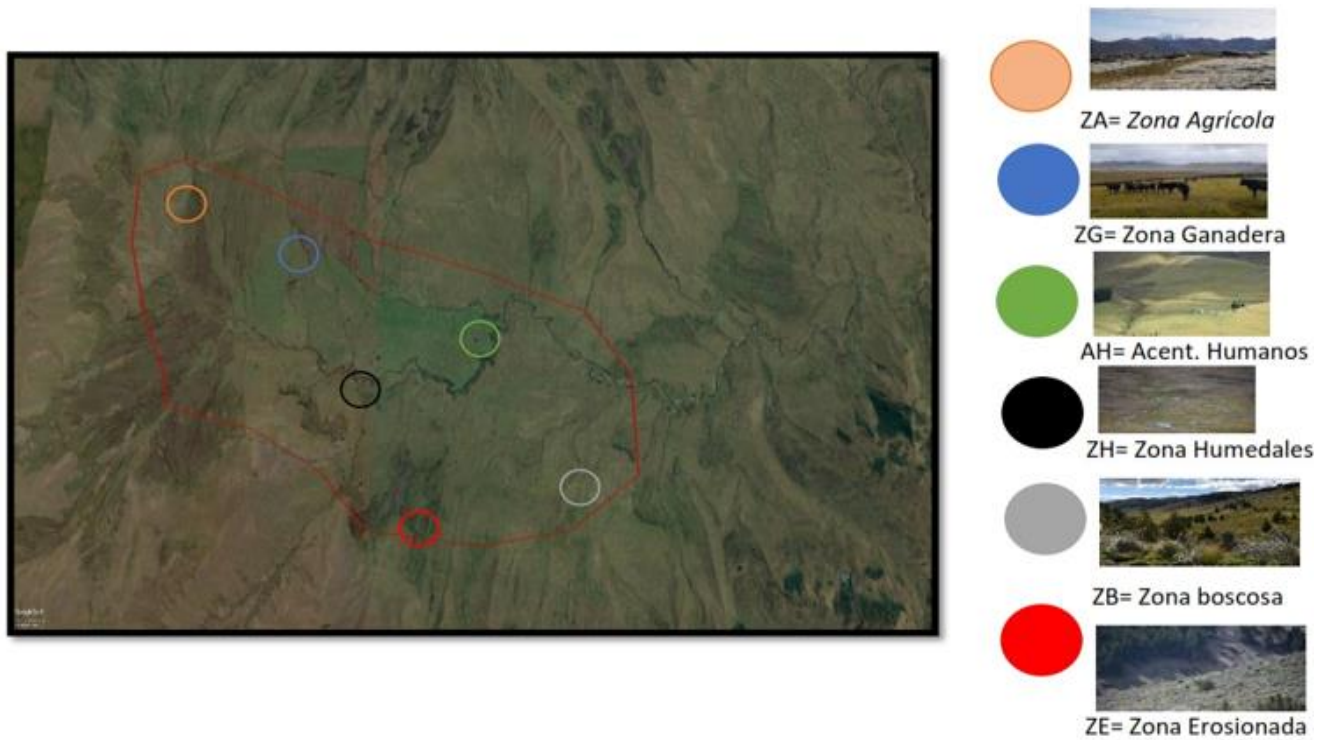 ZA= Zona Agrícola
ZG= Zona Ganadera
AH= Acent. Humanos
ZH= Zona Humedales
ZB= Zona boscosa
ZE= Zona Erosionada